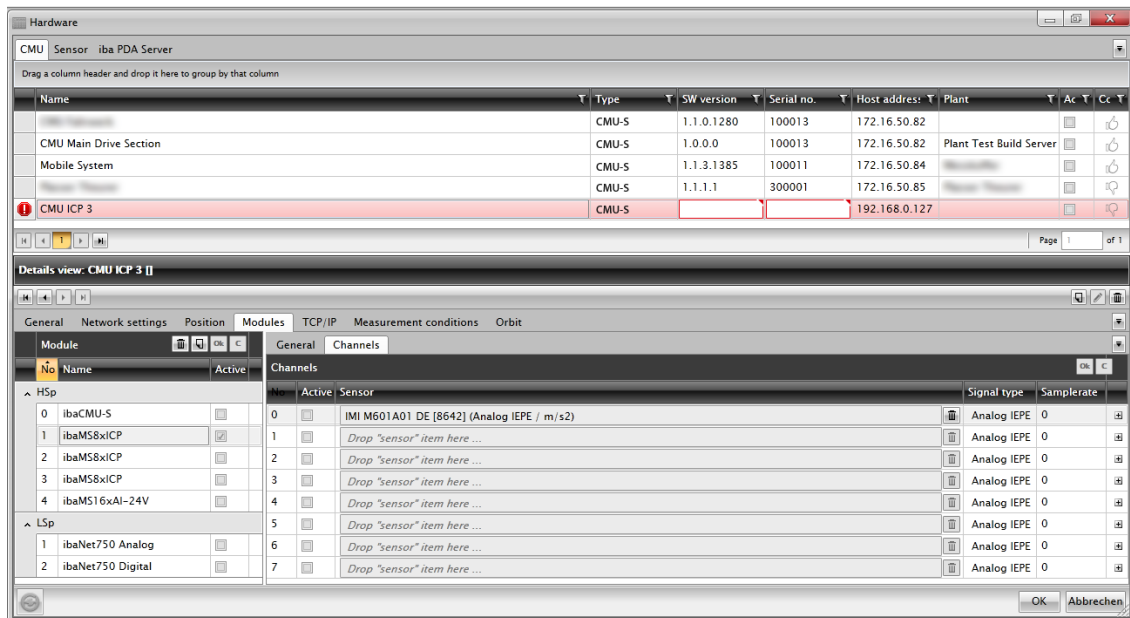 Hardware
CMU Sensor iba PDA Server
Drag a column header and drop it here to group by that column
Name Type SW version Serial no. Host addres: Plant Ac Cc
CMU-S 1.1.0.1280 100013 172.16.50.82
CMU Main Drive Section CMU-S 1.0.0.0 100013 172.16.50.82 Plant Test Build Server
Mobile System CMU-S 1.1.3.1385 100011 172.16.50.84
CMU-S 1.1.1.1 300001 172.16.50.85
CMU ICP 3 CMU-S 192.168.0.127
1 Page 1 of 1
Details view: CMU ICP 3 []
General Network settings Position Modules TCP/IP Measurement conditions Orbit
Module Ok C General Channels
No Name Active Channels Ok C
HSp No Active Sensor Signal type Samplerate
0 ibaCMU-S 0 IMI M601A01 DE [8642] (Analog IEPE / m/s2) Analog IEPE 0
1 ibaMS8xICP 1 Drop "sensor" item here ... Analog IEPE 0
2 ibaMS8xICP 2 Drop "sensor" item here ... Analog IEPE 0
3 ibaMS8xICP 3 Drop "sensor" item here ... Analog IEPE 0
4 ibaMS16xAI-24V 4 Drop "sensor" item here ... Analog IEPE 0
LSp 5 Drop "sensor" item here ... Analog IEPE 0
1 ibaNet750 Analog 6 Drop "sensor" item here ... Analog IEPE 0
2 ibaNet750 Digital 7 Drop "sensor" item here ... Analog IEPE 0
OK Abbrechen